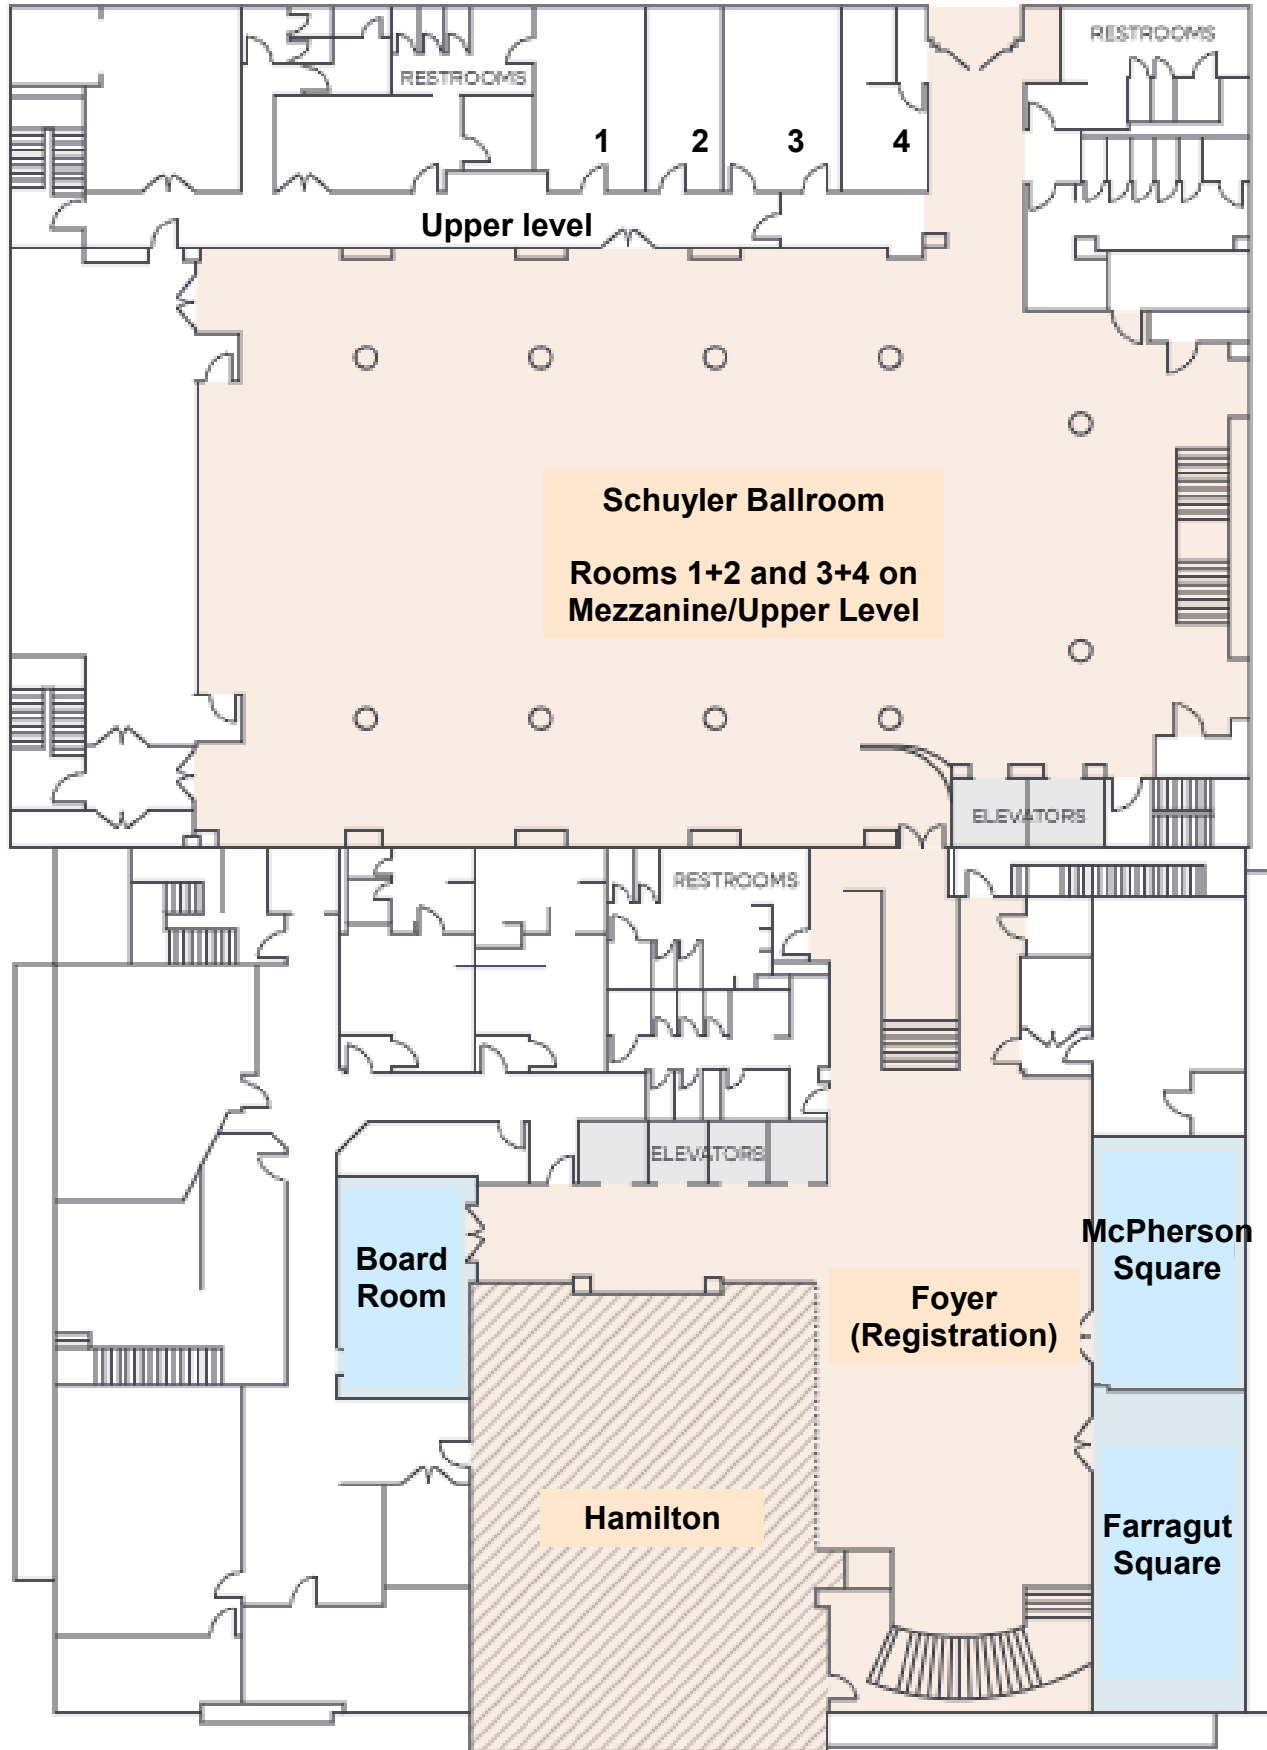 RESTROOMS
RESTROOMS
1
2
3
4
Upper level
Schuyler Ballroom
Rooms 1+2 and 3+4 on
Mezzanine/Upper Level
ELEVATORS
RESTROOMS
ELEVATORS
Board
Room
McPherson
Square
Foyer
(Registration)
Hamilton
Farragut
Square